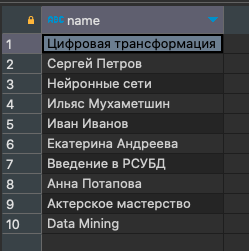 ABC name
1 Цифровая трансформация
2 Сергей Петров
3 Нейронные сети
4 Ильяс Мухаметшин
5 Иван Иванов
6 Екатерина Андреева
7 Введение в РСУБД
8 Анна Потапова
9 Актерское мастерство
10 Data Mining